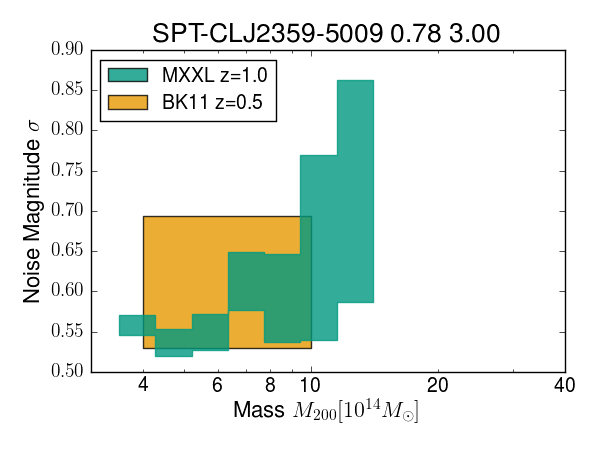 SPT-CLJ2359-5009 0.78 3.00
0.90
0.85
0.80
0.75
0.70
0.65
0.60
0.55
0.50
Noise Magnitude σ
MXXL z=1.0
BK11 z=0.5
4 6 8 10 20 40
Mass M₂₀₀[10¹⁴M☉]